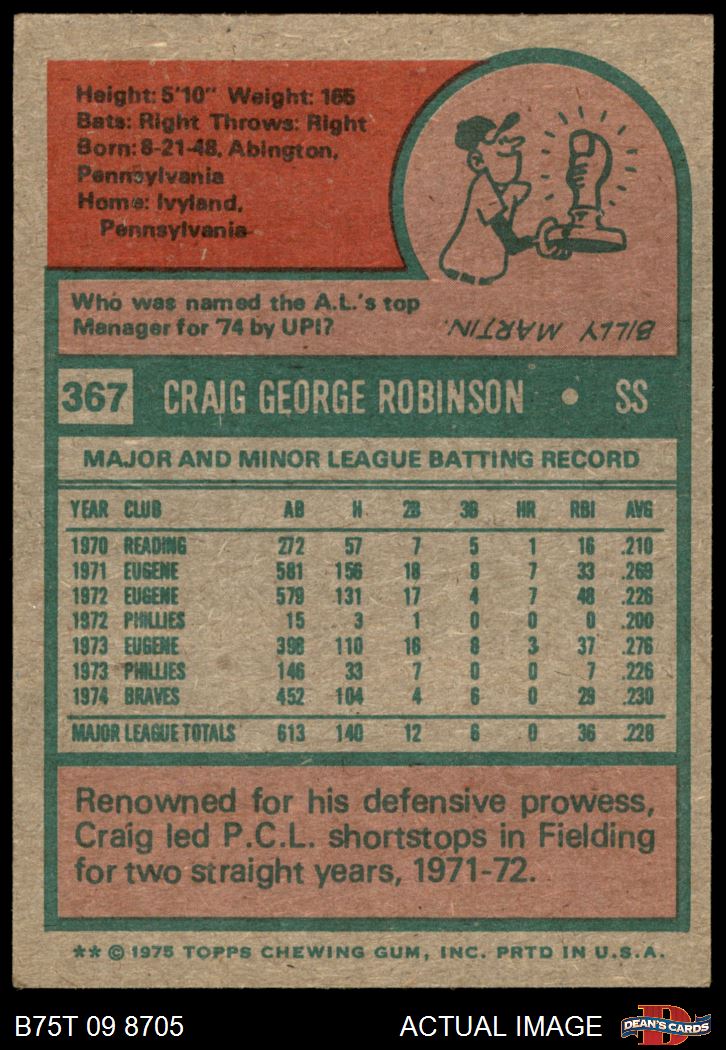 Height: 5'10" Weight: 165
Bats: Right Throws: Right
Born: 8-21-48, Abington,
Pennsylvania
Home: Ivyland,
Pennsylvania
Who was named the A.L.'s top
Manager for '74 by UPI?
BILLY MARTIN.
367 CRAIG GEORGE ROBINSON • SS
MAJOR AND MINOR LEAGUE BATTING RECORD
YEAR CLUB AB H 2B 3B HR RBI AVG
1970 READING 272 57 7 5 1 16 .210
1971 EUGENE 581 156 18 8 7 33 .269
1972 EUGENE 579 131 17 4 7 48 .226
1972 PHILLIES 15 3 1 0 0 0 .200
1973 EUGENE 398 110 16 8 3 37 .276
1973 PHILLIES 146 33 7 0 0 7 .226
1974 BRAVES 452 104 4 6 0 29 .230
MAJOR LEAGUE TOTALS 613 140 12 6 0 36 .228
Renowned for his defensive prowess,
Craig led P.C.L. shortstops in Fielding
for two straight years, 1971-72.
** © 1975 TOPPS CHEWING GUM, INC. PRTD IN U.S.A.
B75T 09 8705 ACTUAL IMAGE
D
DEAN'S CARDS